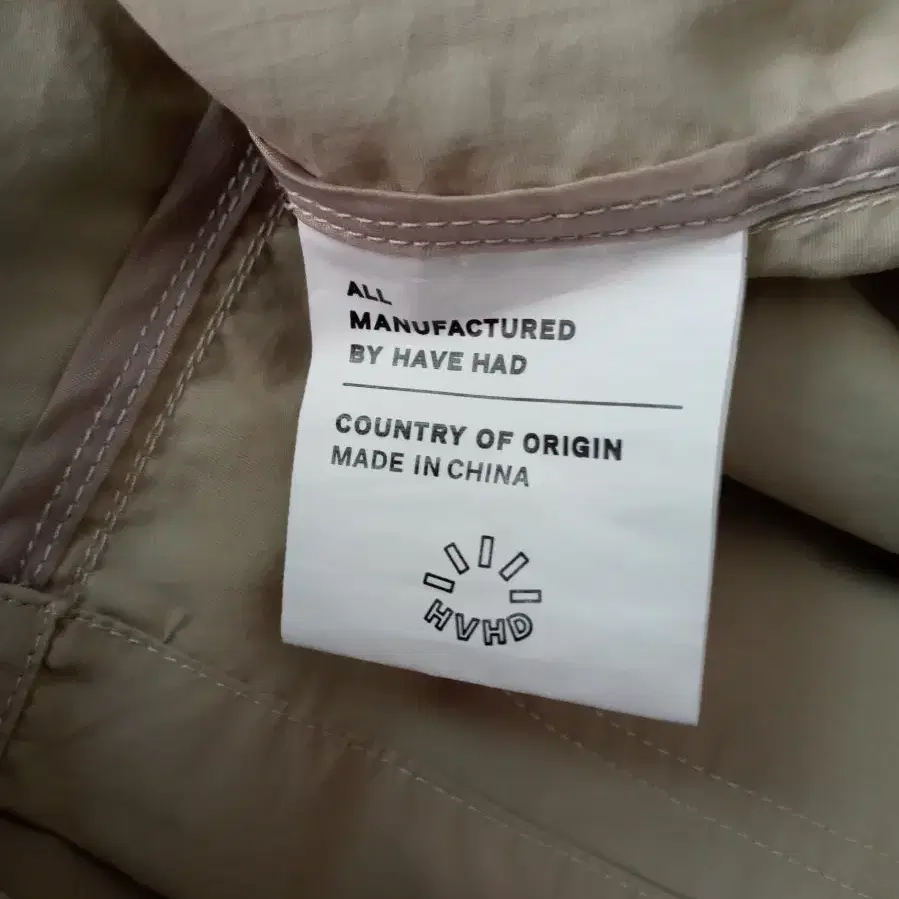 ALL
MANUFACTURED
BY HAVE HAD
COUNTRY OF ORIGIN
MADE IN CHINA
HVHD